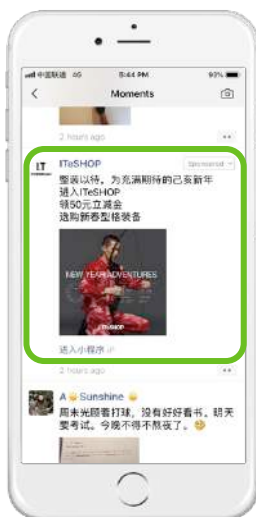 中国联通 4G 5:44 PM 93%
Moments
2 hours ago
IT
ITeSHOP Sponsored
整装以待，为充满期待的己亥新年
进入ITeSHOP
领50元立减金
选购新春型格装备
NEW YEAR ADVENTURES
ITeSHOP
进入小程序
2 hours ago
A Sunshine
周末光顾看打球，没有好好看书。明天
要考试。今晚不得不熬夜了。